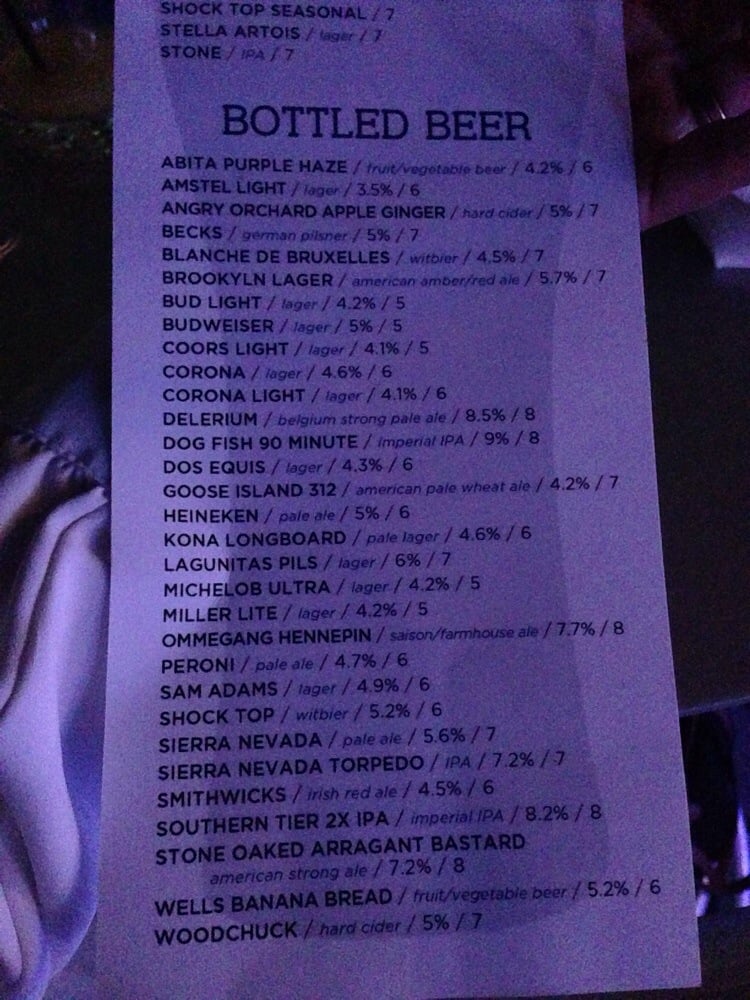 SHOCK TOP SEASONAL / 7
STELLA ARTOIS / lager / 7
STONE / IPA / 7
BOTTLED BEER
ABITA PURPLE HAZE / fruit/vegetable beer / 4.2% / 6
AMSTEL LIGHT / lager / 3.5% / 6
ANGRY ORCHARD APPLE GINGER / hard cider / 5% / 7
BECKS / german pilsner / 5% / 7
BLANCHE DE BRUXELLES / witbier / 4.5% / 7
BROOKYLN LAGER / american amber/red ale / 5.7% / 7
BUD LIGHT / lager / 4.2% / 5
BUDWEISER / lager / 5% / 5
COORS LIGHT / lager / 4.1% / 5
CORONA / lager / 4.6% / 6
CORONA LIGHT / lager / 4.1% / 6
DELERIUM / belgium strong pale ale / 8.5% / 8
DOG FISH 90 MINUTE / Imperial IPA / 9% / 8
DOS EQUIS / lager / 4.3% / 6
GOOSE ISLAND 312 / american pale wheat ale / 4.2% / 7
HEINEKEN / pale ale / 5% / 6
KONA LONGBOARD / pale lager / 4.6% / 6
LAGUNITAS PILS / lager / 6% / 7
MICHELOB ULTRA / lager / 4.2% / 5
MILLER LITE / lager / 4.2% / 5
OMMEGANG HENNEPIN / saison/farmhouse ale / 7.7% / 8
PERONI / pale ale / 4.7% / 6
SAM ADAMS / lager / 4.9% / 6
SHOCK TOP / witbier / 5.2% / 6
SIERRA NEVADA / pale ale / 5.6% / 7
SIERRA NEVADA TORPEDO / IPA / 7.2% / 7
SMITHWICKS / irish red ale / 4.5% / 6
SOUTHERN TIER 2X IPA / imperial IPA / 8.2% / 8
STONE OAKED ARRAGANT BASTARD
american strong ale / 7.2% / 8
WELLS BANANA BREAD / fruit/vegetable beer / 5.2% / 6
WOODCHUCK / hard cider / 5% / 7